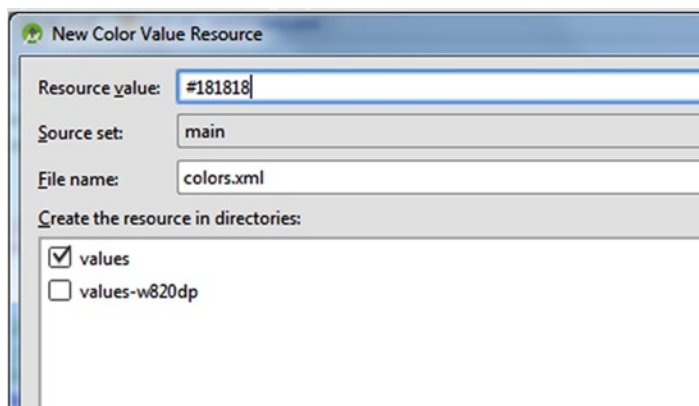 New Color Value Resource
Resource value: #181818
Source set: main
File name: colors.xml
Create the resource in directories:
values
values-w820dp